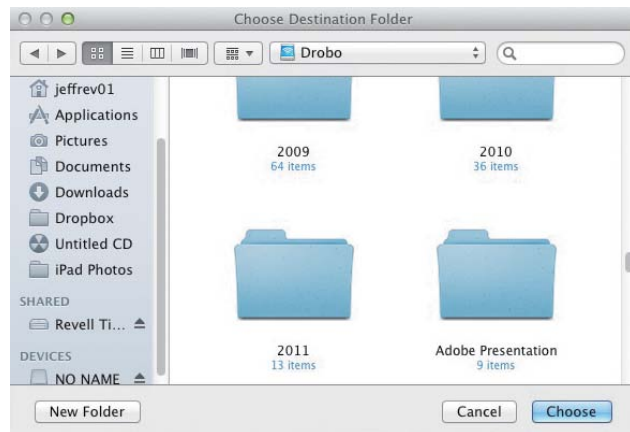 Choose Destination Folder
Drobo
jeffrev01
Applications
Pictures
Documents
Downloads
Dropbox
Untitled CD
iPad Photos
SHARED
Revell Ti...
DEVICES
NO NAME
2009
64 items
2010
36 items
2011
13 items
Adobe Presentation
9 items
New Folder
Cancel
Choose